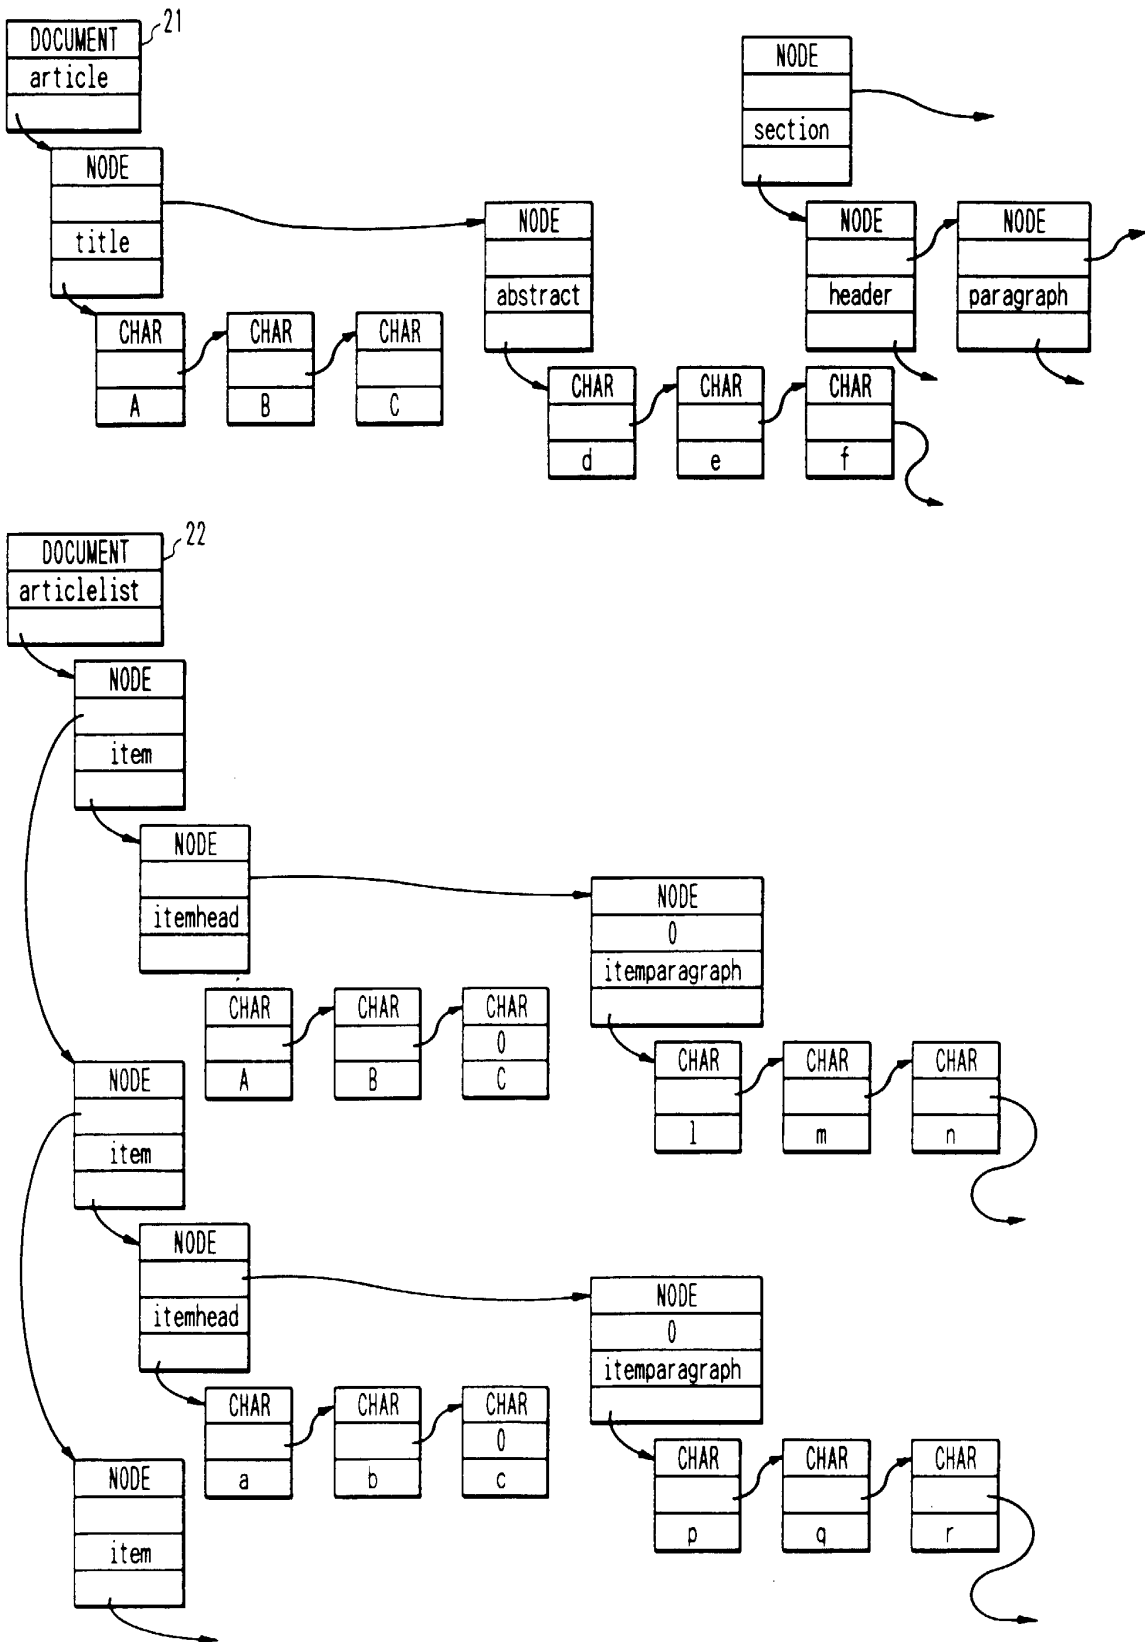 DOCUMENT 21
article
NODE
title
CHAR CHAR CHAR
A B C
NODE
abstract
CHAR CHAR CHAR
d e f
NODE
section
NODE NODE
header paragraph
DOCUMENT 22
articlelist
NODE
item
NODE
itemhead
CHAR CHAR CHAR
0
A B C
NODE
0
itemparagraph
CHAR CHAR CHAR
l m n
NODE
item
NODE
itemhead
CHAR CHAR CHAR
0
a b c
NODE
0
itemparagraph
CHAR CHAR CHAR
p q r
NODE
item